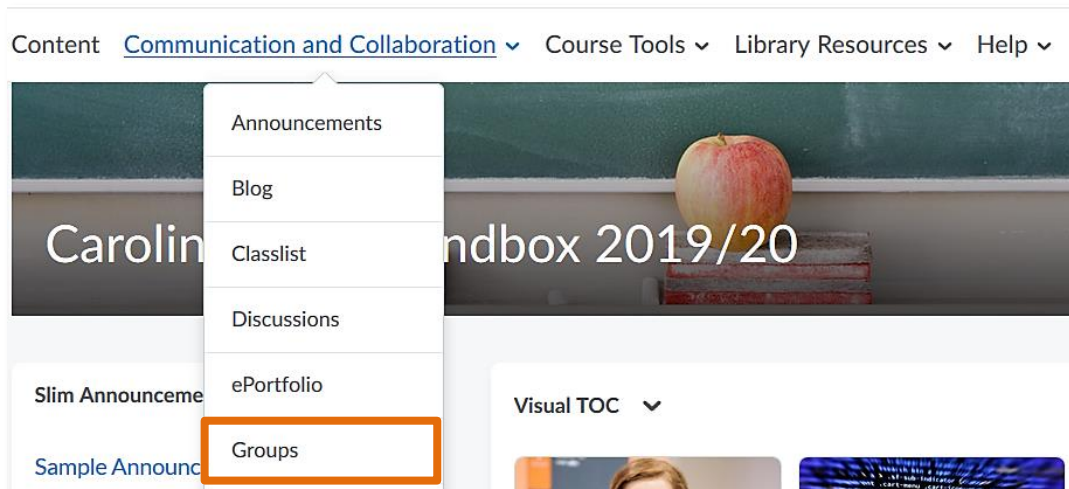 Content Communication and Collaboration Course Tools Library Resources Help
Announcements
Blog
Carolin ndbox 2019/20
Classlist
Discussions
ePortfolio
Slim Announceme
Visual TOC
Groups
Sample Announc